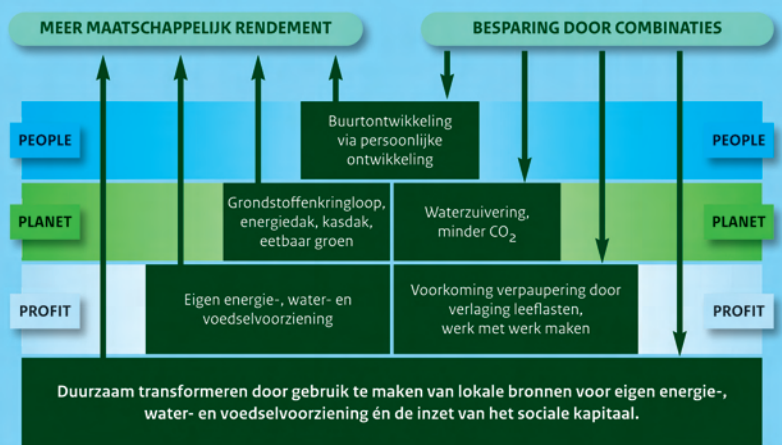 MEER MAATSCHAPPELIJK RENDEMENT
BESPARING DOOR COMBINATIES
PEOPLE
Buurtontwikkeling
via persoonlijke
ontwikkeling
PEOPLE
PLANET
Grondstoffenkringloop,
energiedak, kasdak,
eetbaar groen
Waterzuivering,
minder CO₂
PLANET
PROFIT
Eigen energie-, water- en
voedselvoorziening
Voorkoming verpaupering door
verlaging leeflasten,
werk met werk maken
PROFIT
Duurzaam transformeren door gebruik te maken van lokale bronnen voor eigen energie-,
water- en voedselvoorziening én de inzet van het sociale kapitaal.